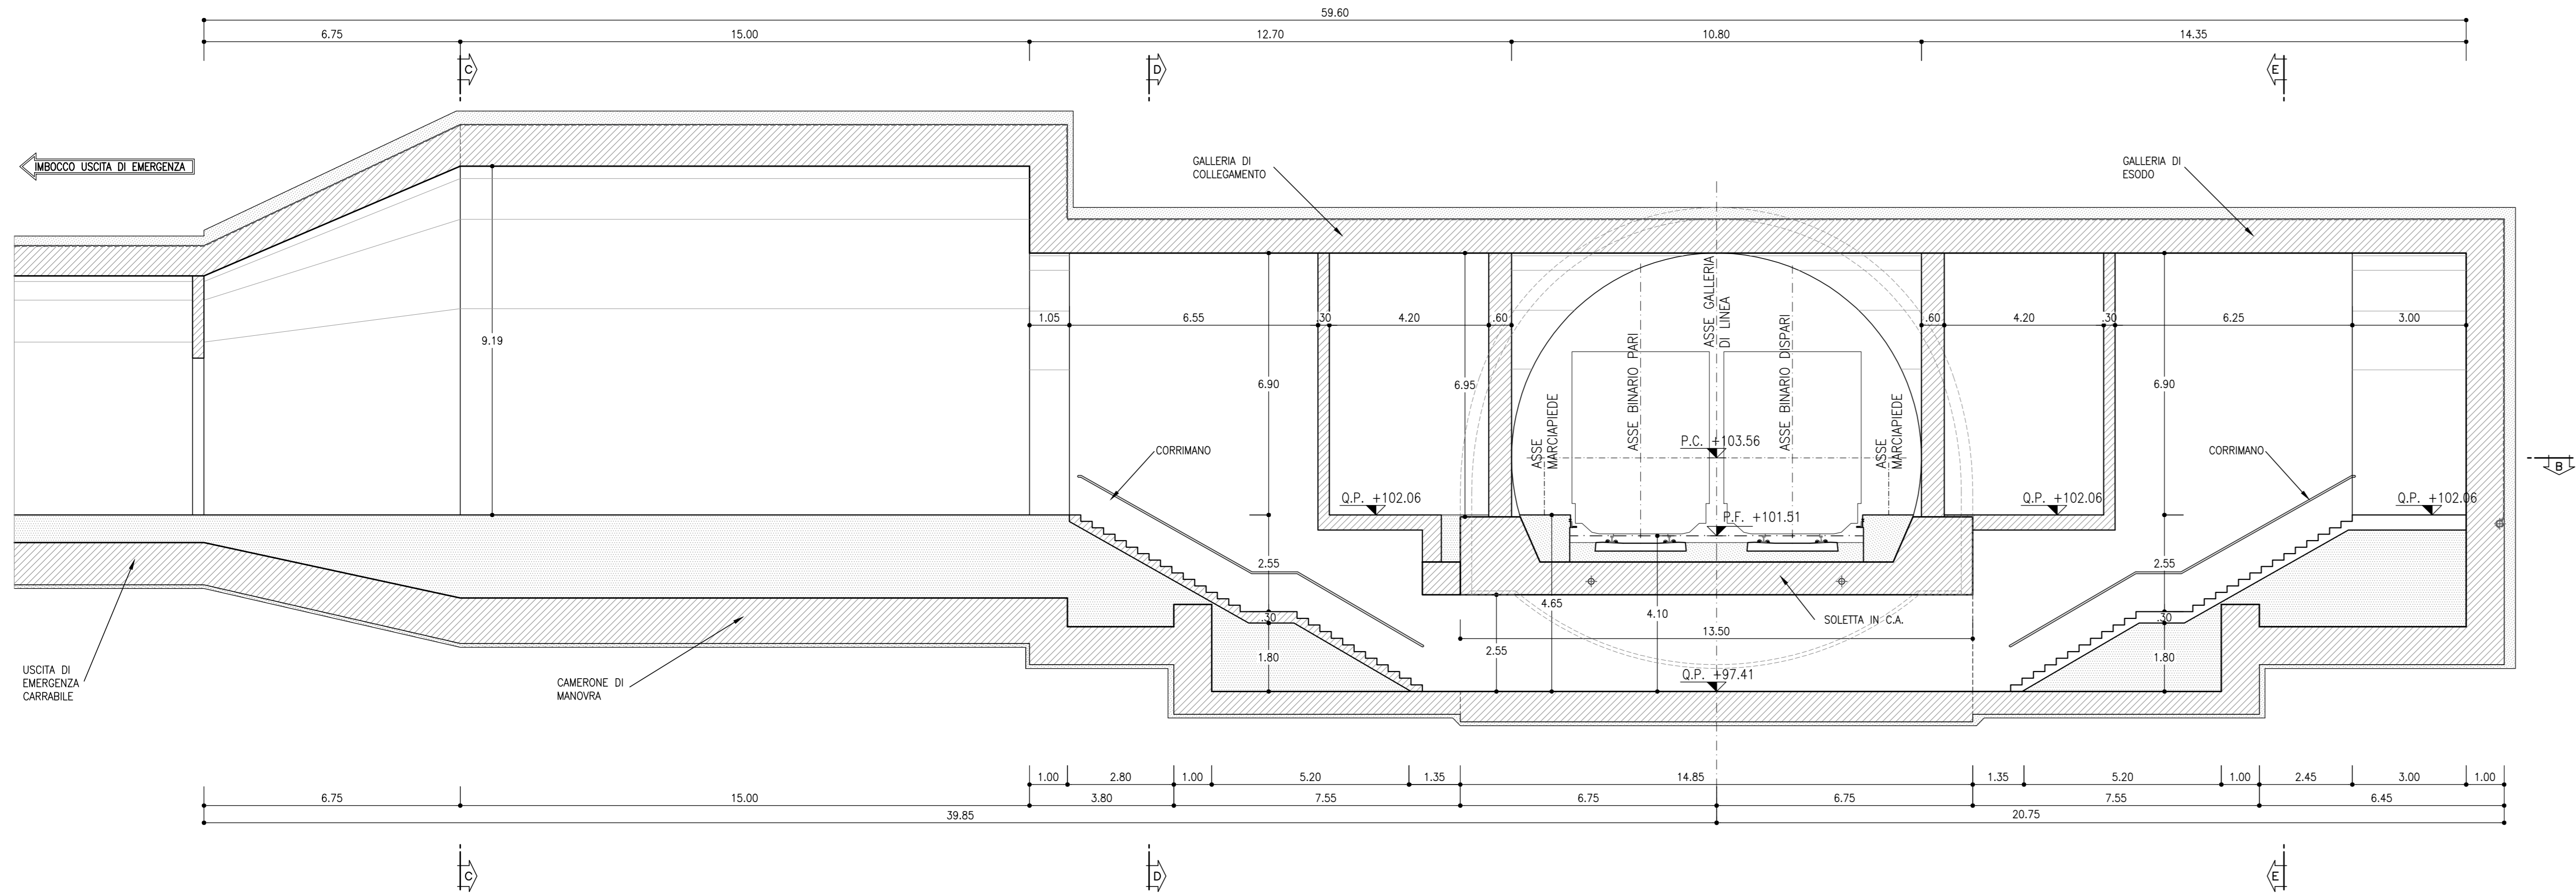 59.60
6.75
15.00
12.70
10.80
14.35
C
D
E
IMBOCCO USCITA DI EMERGENZA
GALLERIA DI
COLLEGAMENTO
GALLERIA DI
ESODO
9.19
1.05
6.55
.30
4.20
.60
.60
4.20
.30
6.25
3.00
6.90
6.95
6.90
ASSE GALLERIA
DI LINEA
ASSE BINARIO PARI
ASSE BINARIO DISPARI
ASSE
MARCIAPIEDE
ASSE
MARCIAPIEDE
P.C. +103.56
CORRIMANO
CORRIMANO
B
Q.P. +102.06
Q.P. +102.06
Q.P. +102.06
P.F. +101.51
2.55
2.55
4.65
4.10
SOLETTA IN C.A.
.30
.30
13.50
2.55
1.80
1.80
Q.P. +97.41
USCITA DI
EMERGENZA
CARRABILE
CAMERONE DI
MANOVRA
1.00
2.80
1.00
5.20
1.35
14.85
1.35
5.20
1.00
2.45
3.00
1.00
6.75
15.00
3.80
7.55
6.75
6.75
7.55
6.45
39.85
20.75
C
D
E